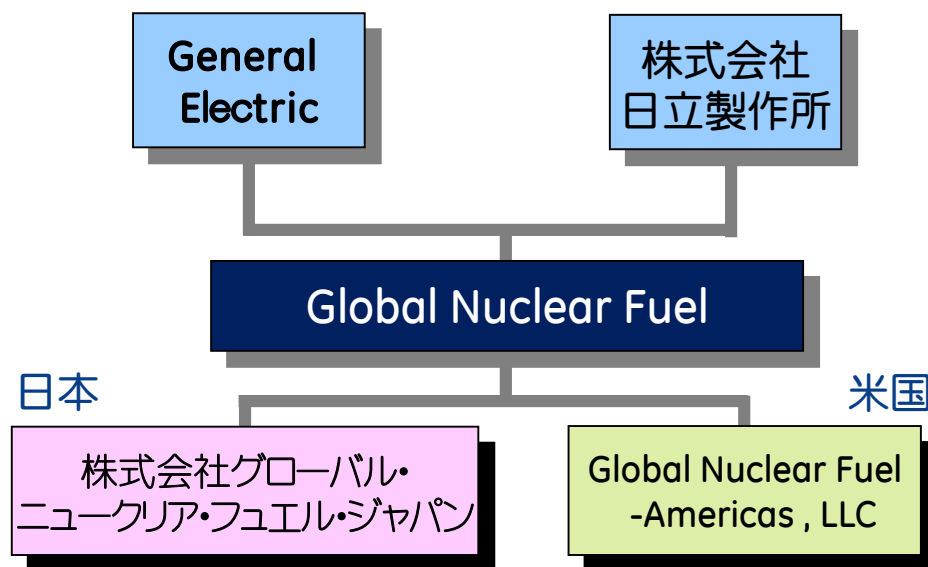 General
Electric
株式会社
日立製作所
Global Nuclear Fuel
日本
米国
株式会社グローバル・
ニュークリア・フュエル・ジャパン
Global Nuclear Fuel
-Americas , LLC